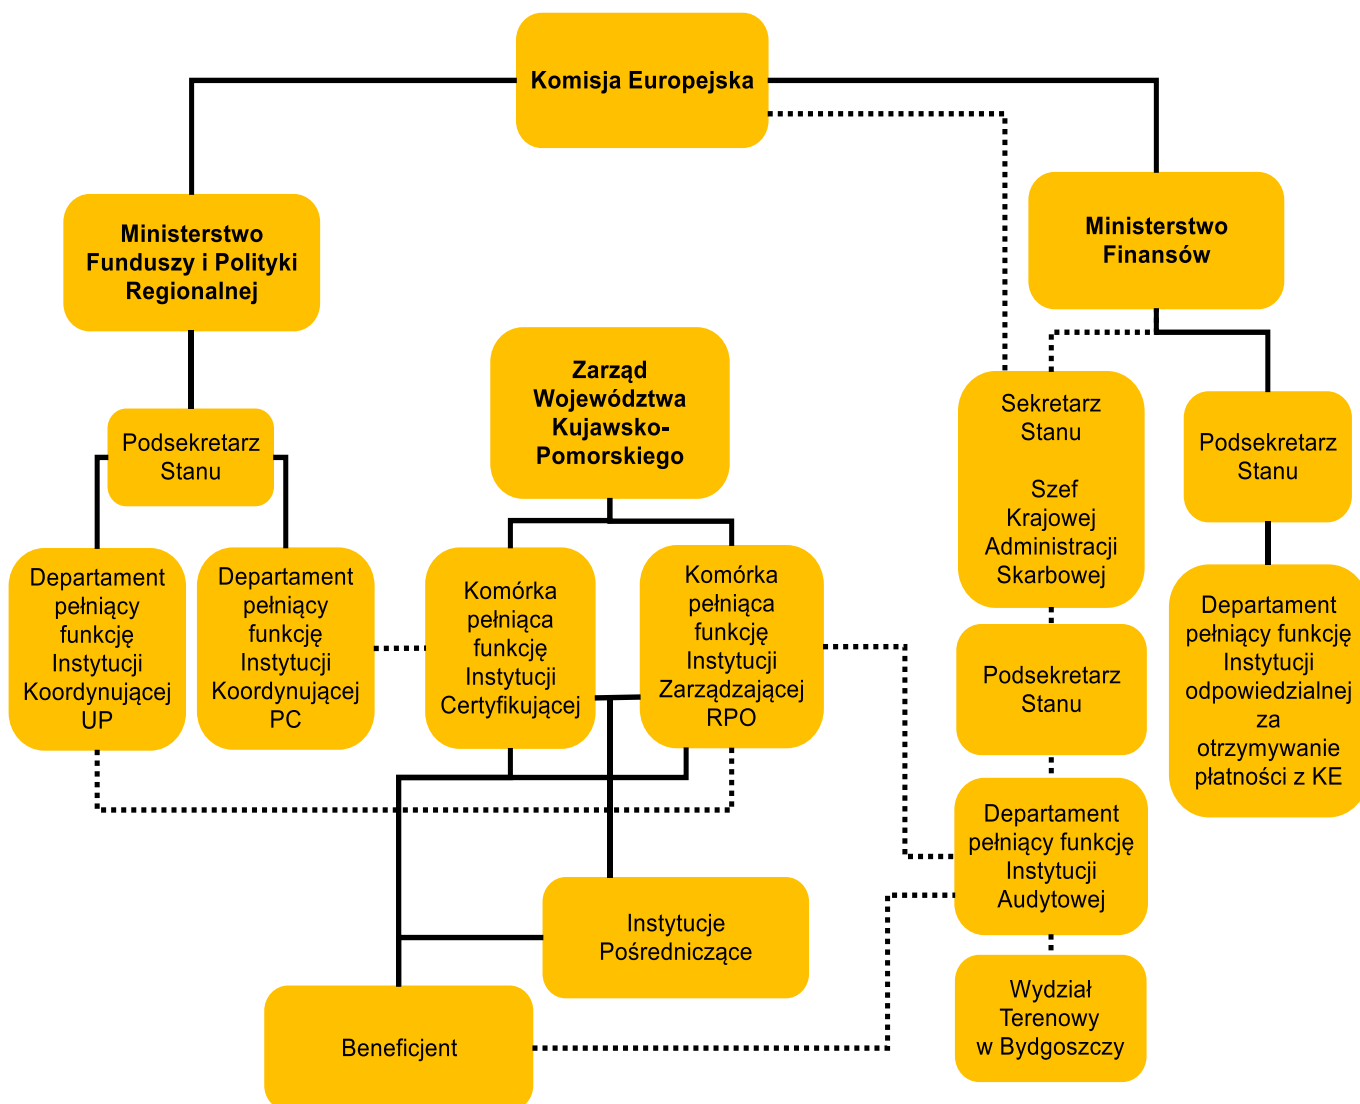 Komisja Europejska
Ministerstwo
Funduszy i Polityki
Regionalnej
Ministerstwo
Finansów
Zarząd
Województwa
Kujawsko-
Pomorskiego
Podsekretarz
Stanu
Sekretarz
Stanu
Szef
Krajowej
Administracji
Skarbowej
Podsekretarz
Stanu
Departament
pełniący
funkcję
Instytucji
Koordynującej
UP
Departament
pełniący
funkcję
Instytucji
Koordynującej
PC
Komórka
pełniąca
funkcję
Instytucji
Certyfikującej
Komórka
pełniąca
funkcję
Instytucji
Zarządzającej
RPO
Podsekretarz
Stanu
Departament
pełniący funkcję
Instytucji
odpowiedzialnej
za
otrzymywanie
płatności z KE
Departament
pełniący funkcję
Instytucji
Audytowej
Instytucje
Pośredniczące
Wydział
Terenowy
w Bydgoszczy
Beneficjent